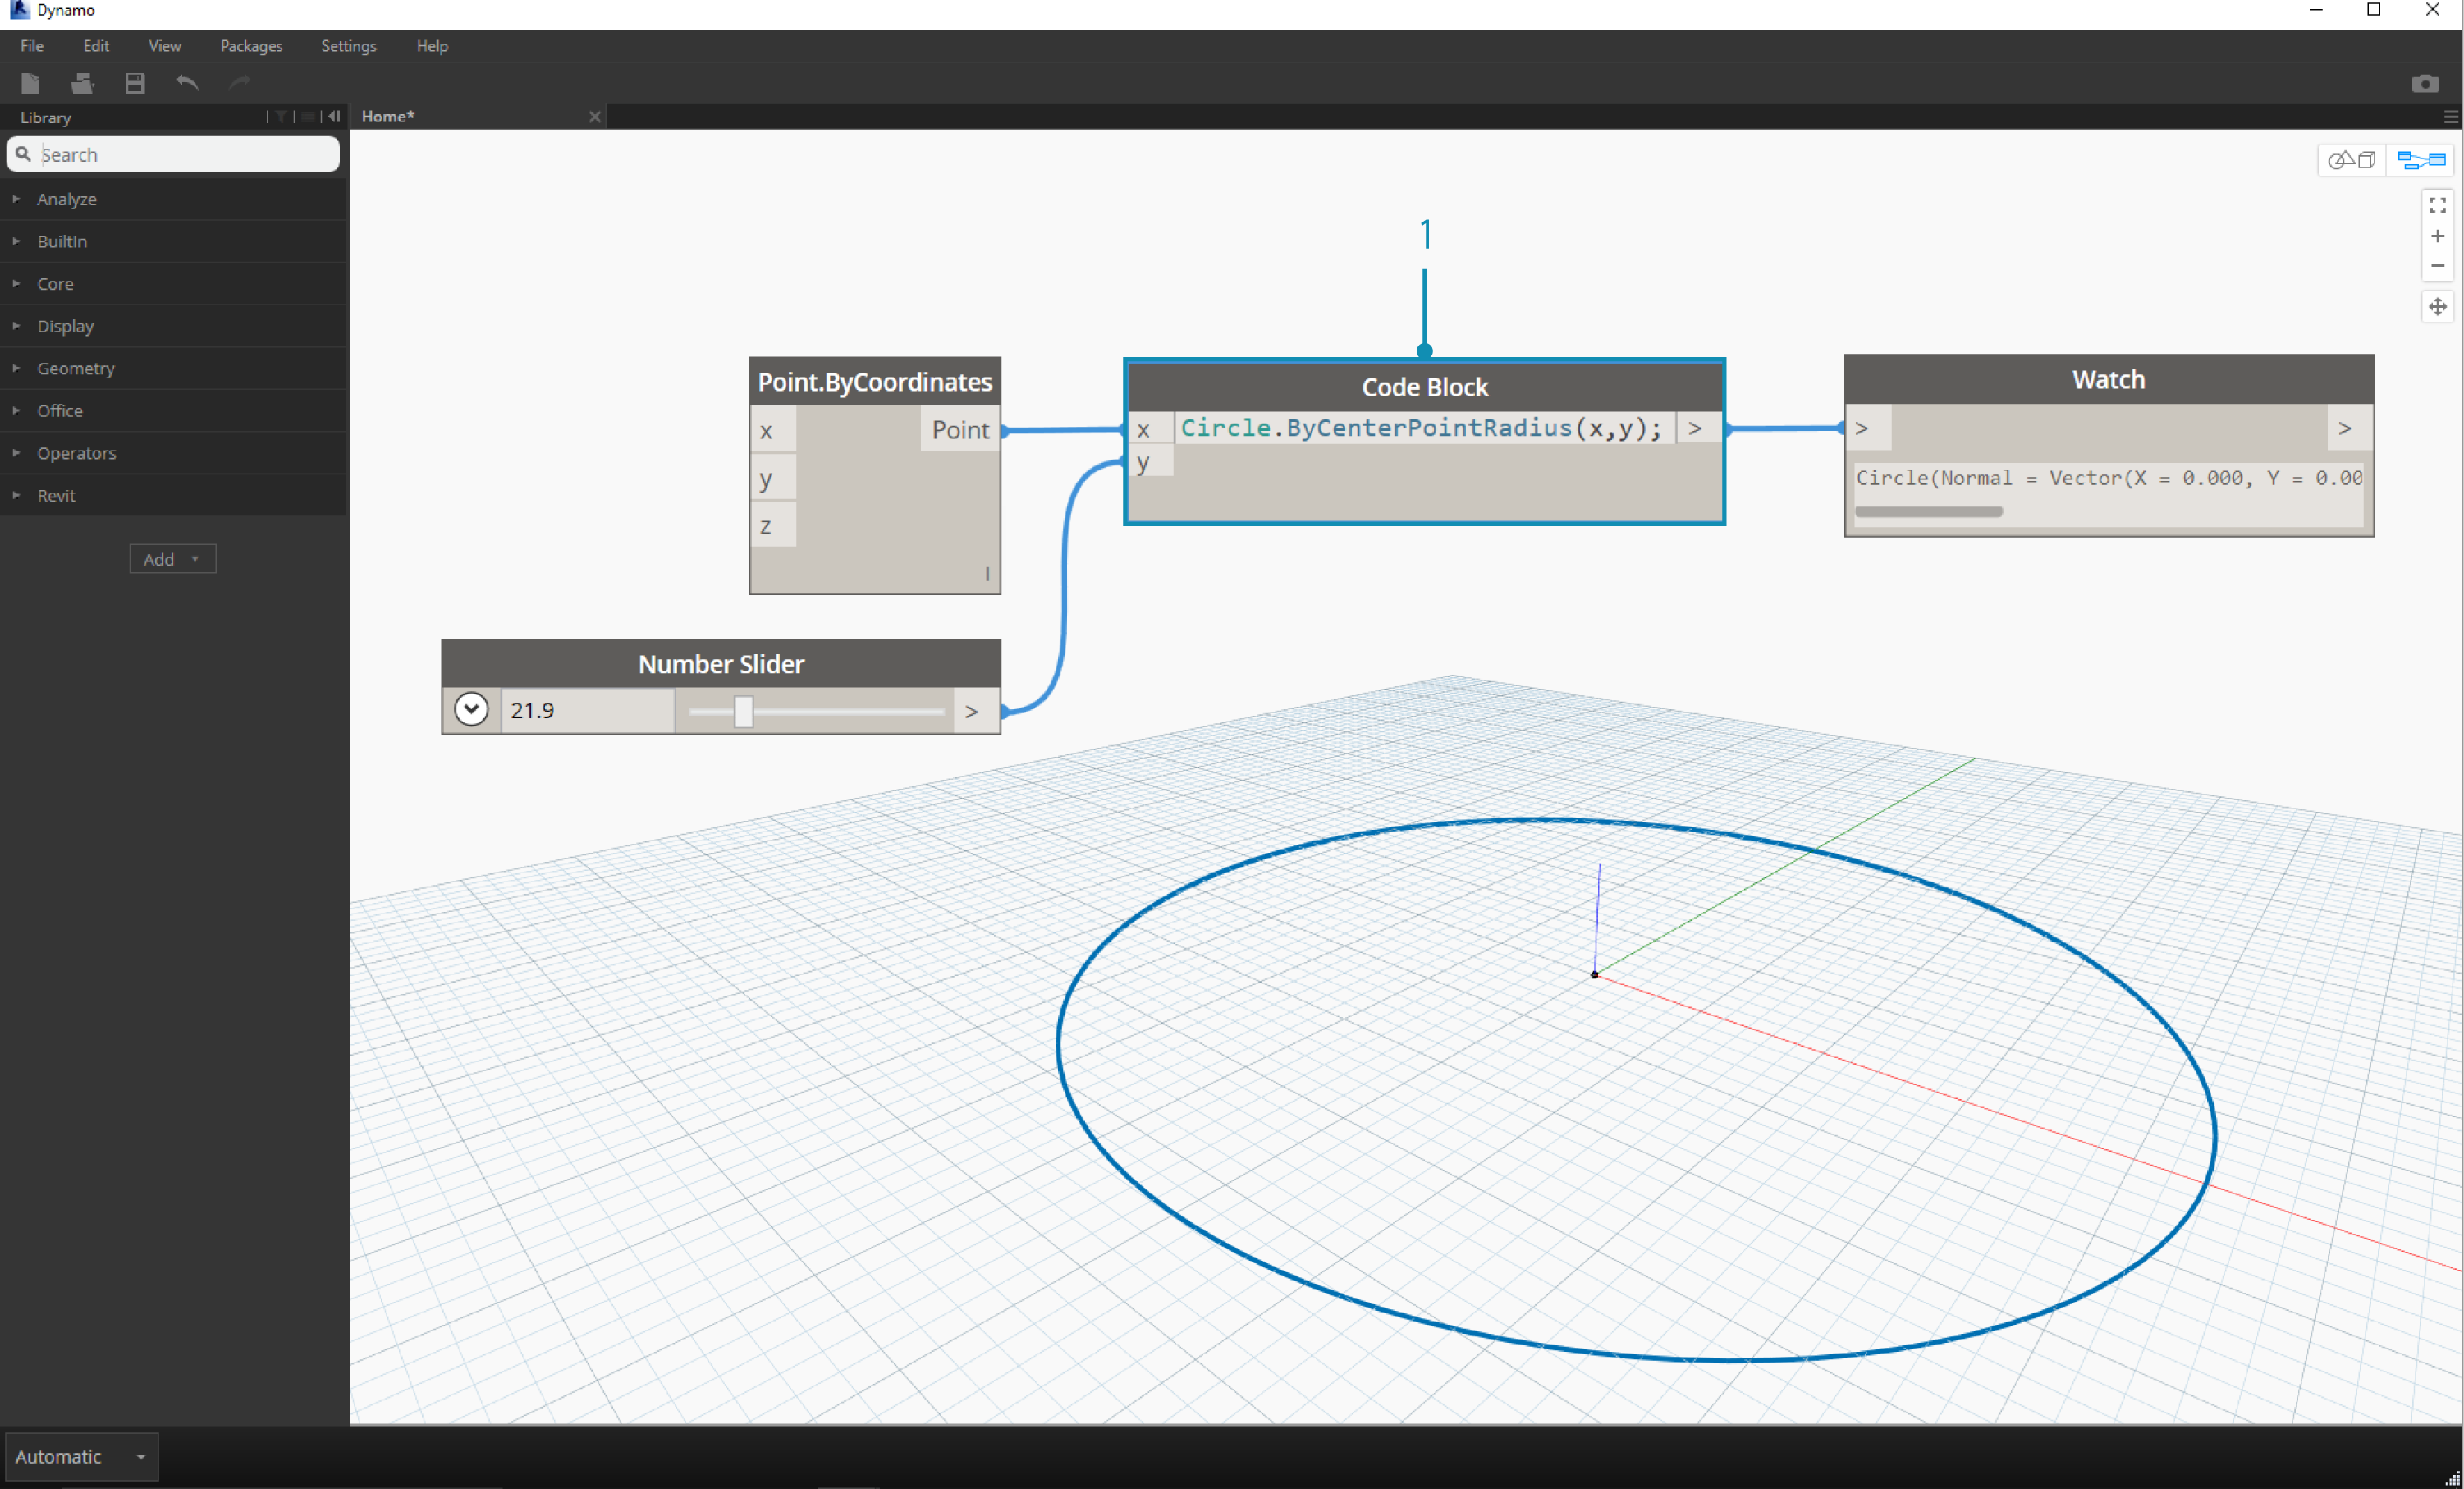 Dynamo
File Edit View Packages Settings Help
Library
Home*
Search
Analyze
BuiltIn
Core
Display
Geometry
Office
Operators
Revit
Add
1
Point.ByCoordinates
x Point
y
z
Code Block
x Circle.ByCenterPointRadius(x,y); >
y
Watch
> >
Circle(Normal = Vector(X = 0.000, Y = 0.00
Number Slider
21.9 >
Automatic